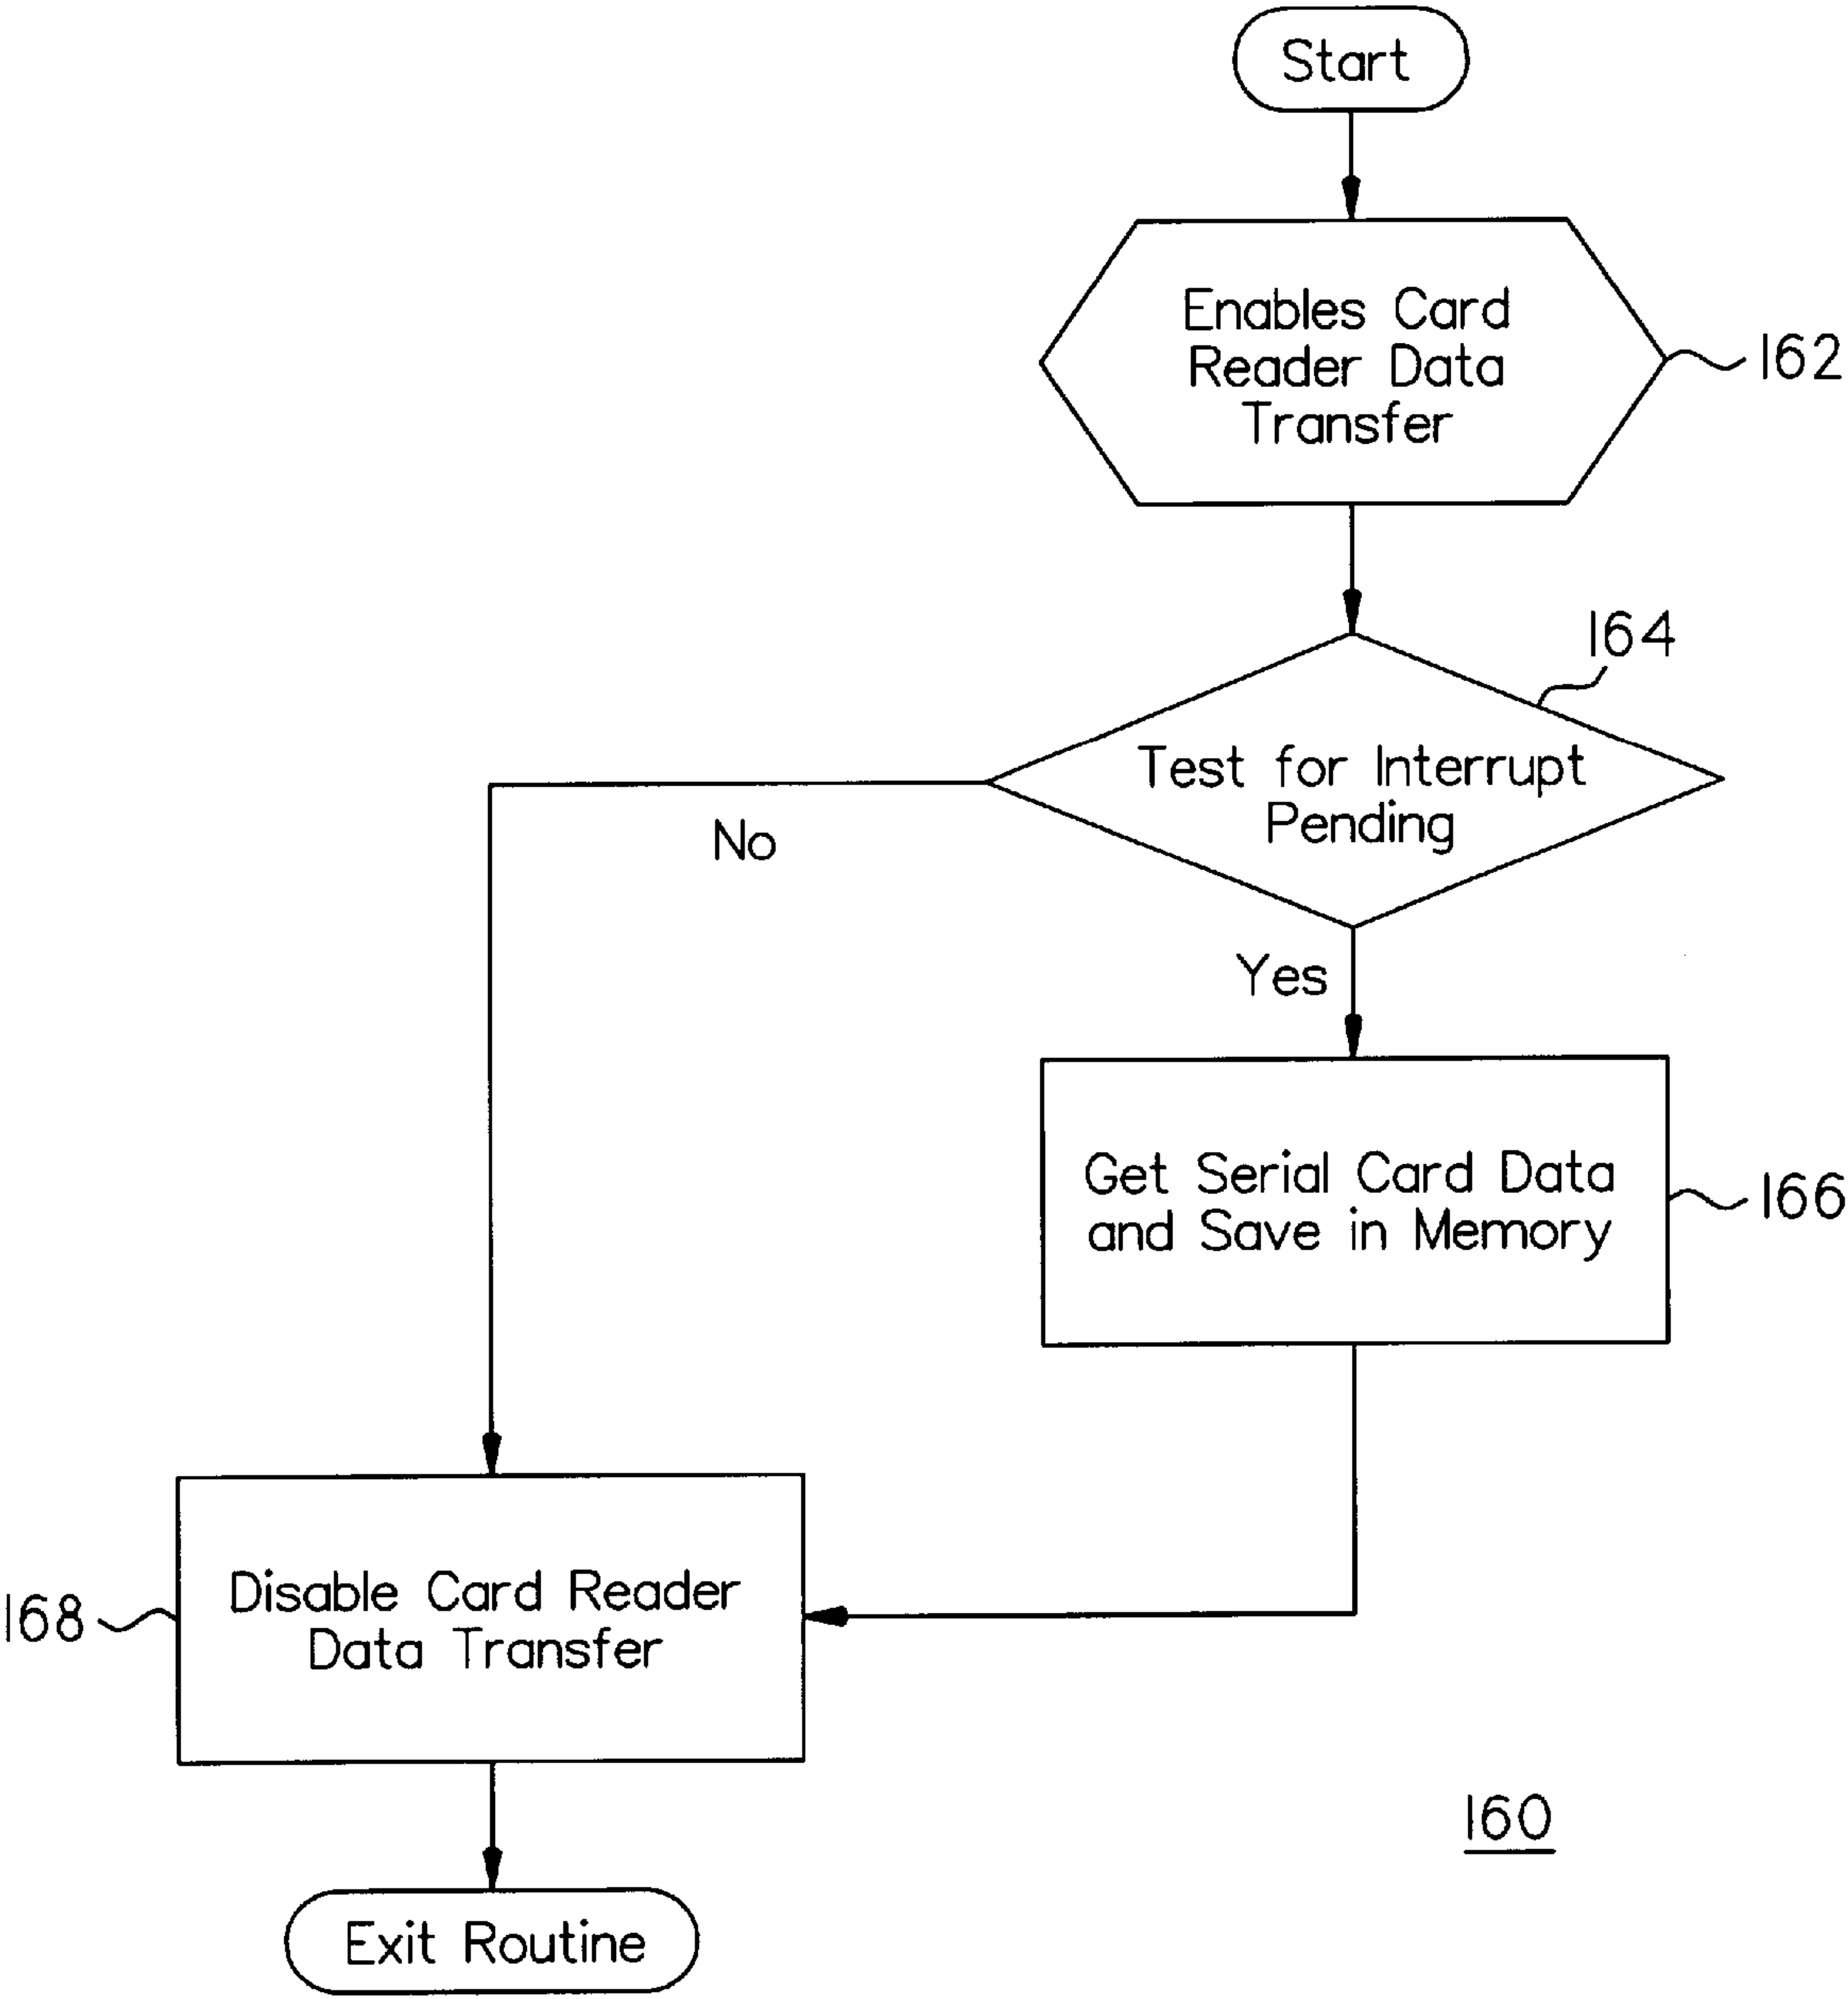 Start
Enables Card
Reader Data
Transfer
162
164
Test for Interrupt
Pending
No
Yes
Get Serial Card Data
and Save in Memory
166
168
Disable Card Reader
Data Transfer
160
Exit Routine